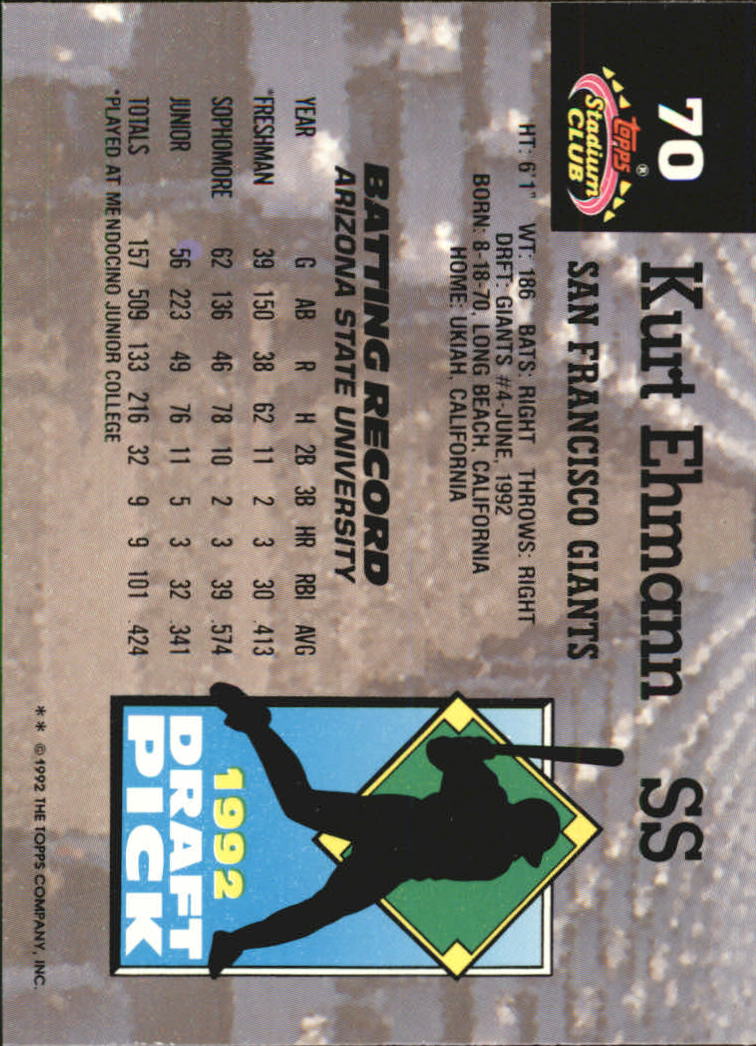 70
Topps®
Stadium
CLUB
Kurt Ehmann SS
SAN FRANCISCO GIANTS
HT: 6'1" WT: 186 BATS: RIGHT THROWS: RIGHT
DRFT: GIANTS #4-JUNE, 1992
BORN: 8-18-70, LONG BEACH, CALIFORNIA
HOME: UKIAH, CALIFORNIA
BATTING RECORD
ARIZONA STATE UNIVERSITY
YEAR G AB R H 2B 3B HR RBI AVG
*FRESHMAN 39 150 38 62 11 2 3 30 .413
SOPHOMORE 62 136 46 78 10 2 3 39 .574
JUNIOR 56 223 49 76 11 5 3 32 .341
TOTALS 157 509 133 216 32 9 9 101 .424
*PLAYED AT MENDOCINO JUNIOR COLLEGE
1992
DRAFT
PICK
** ©1992 THE TOPPS COMPANY, INC.